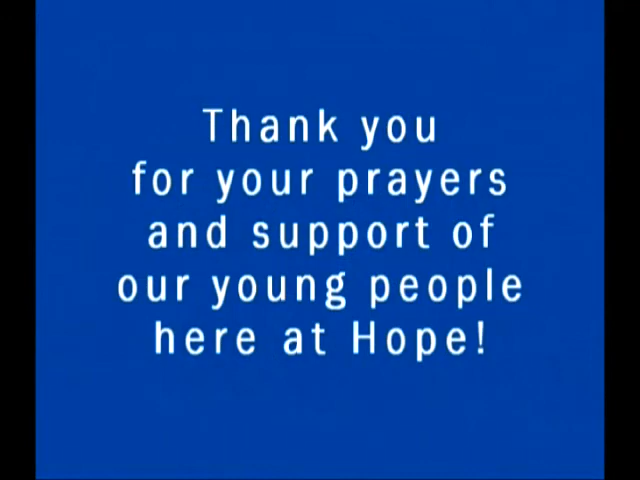 Thank you
for your prayers
and support of
our young people
here at Hope!